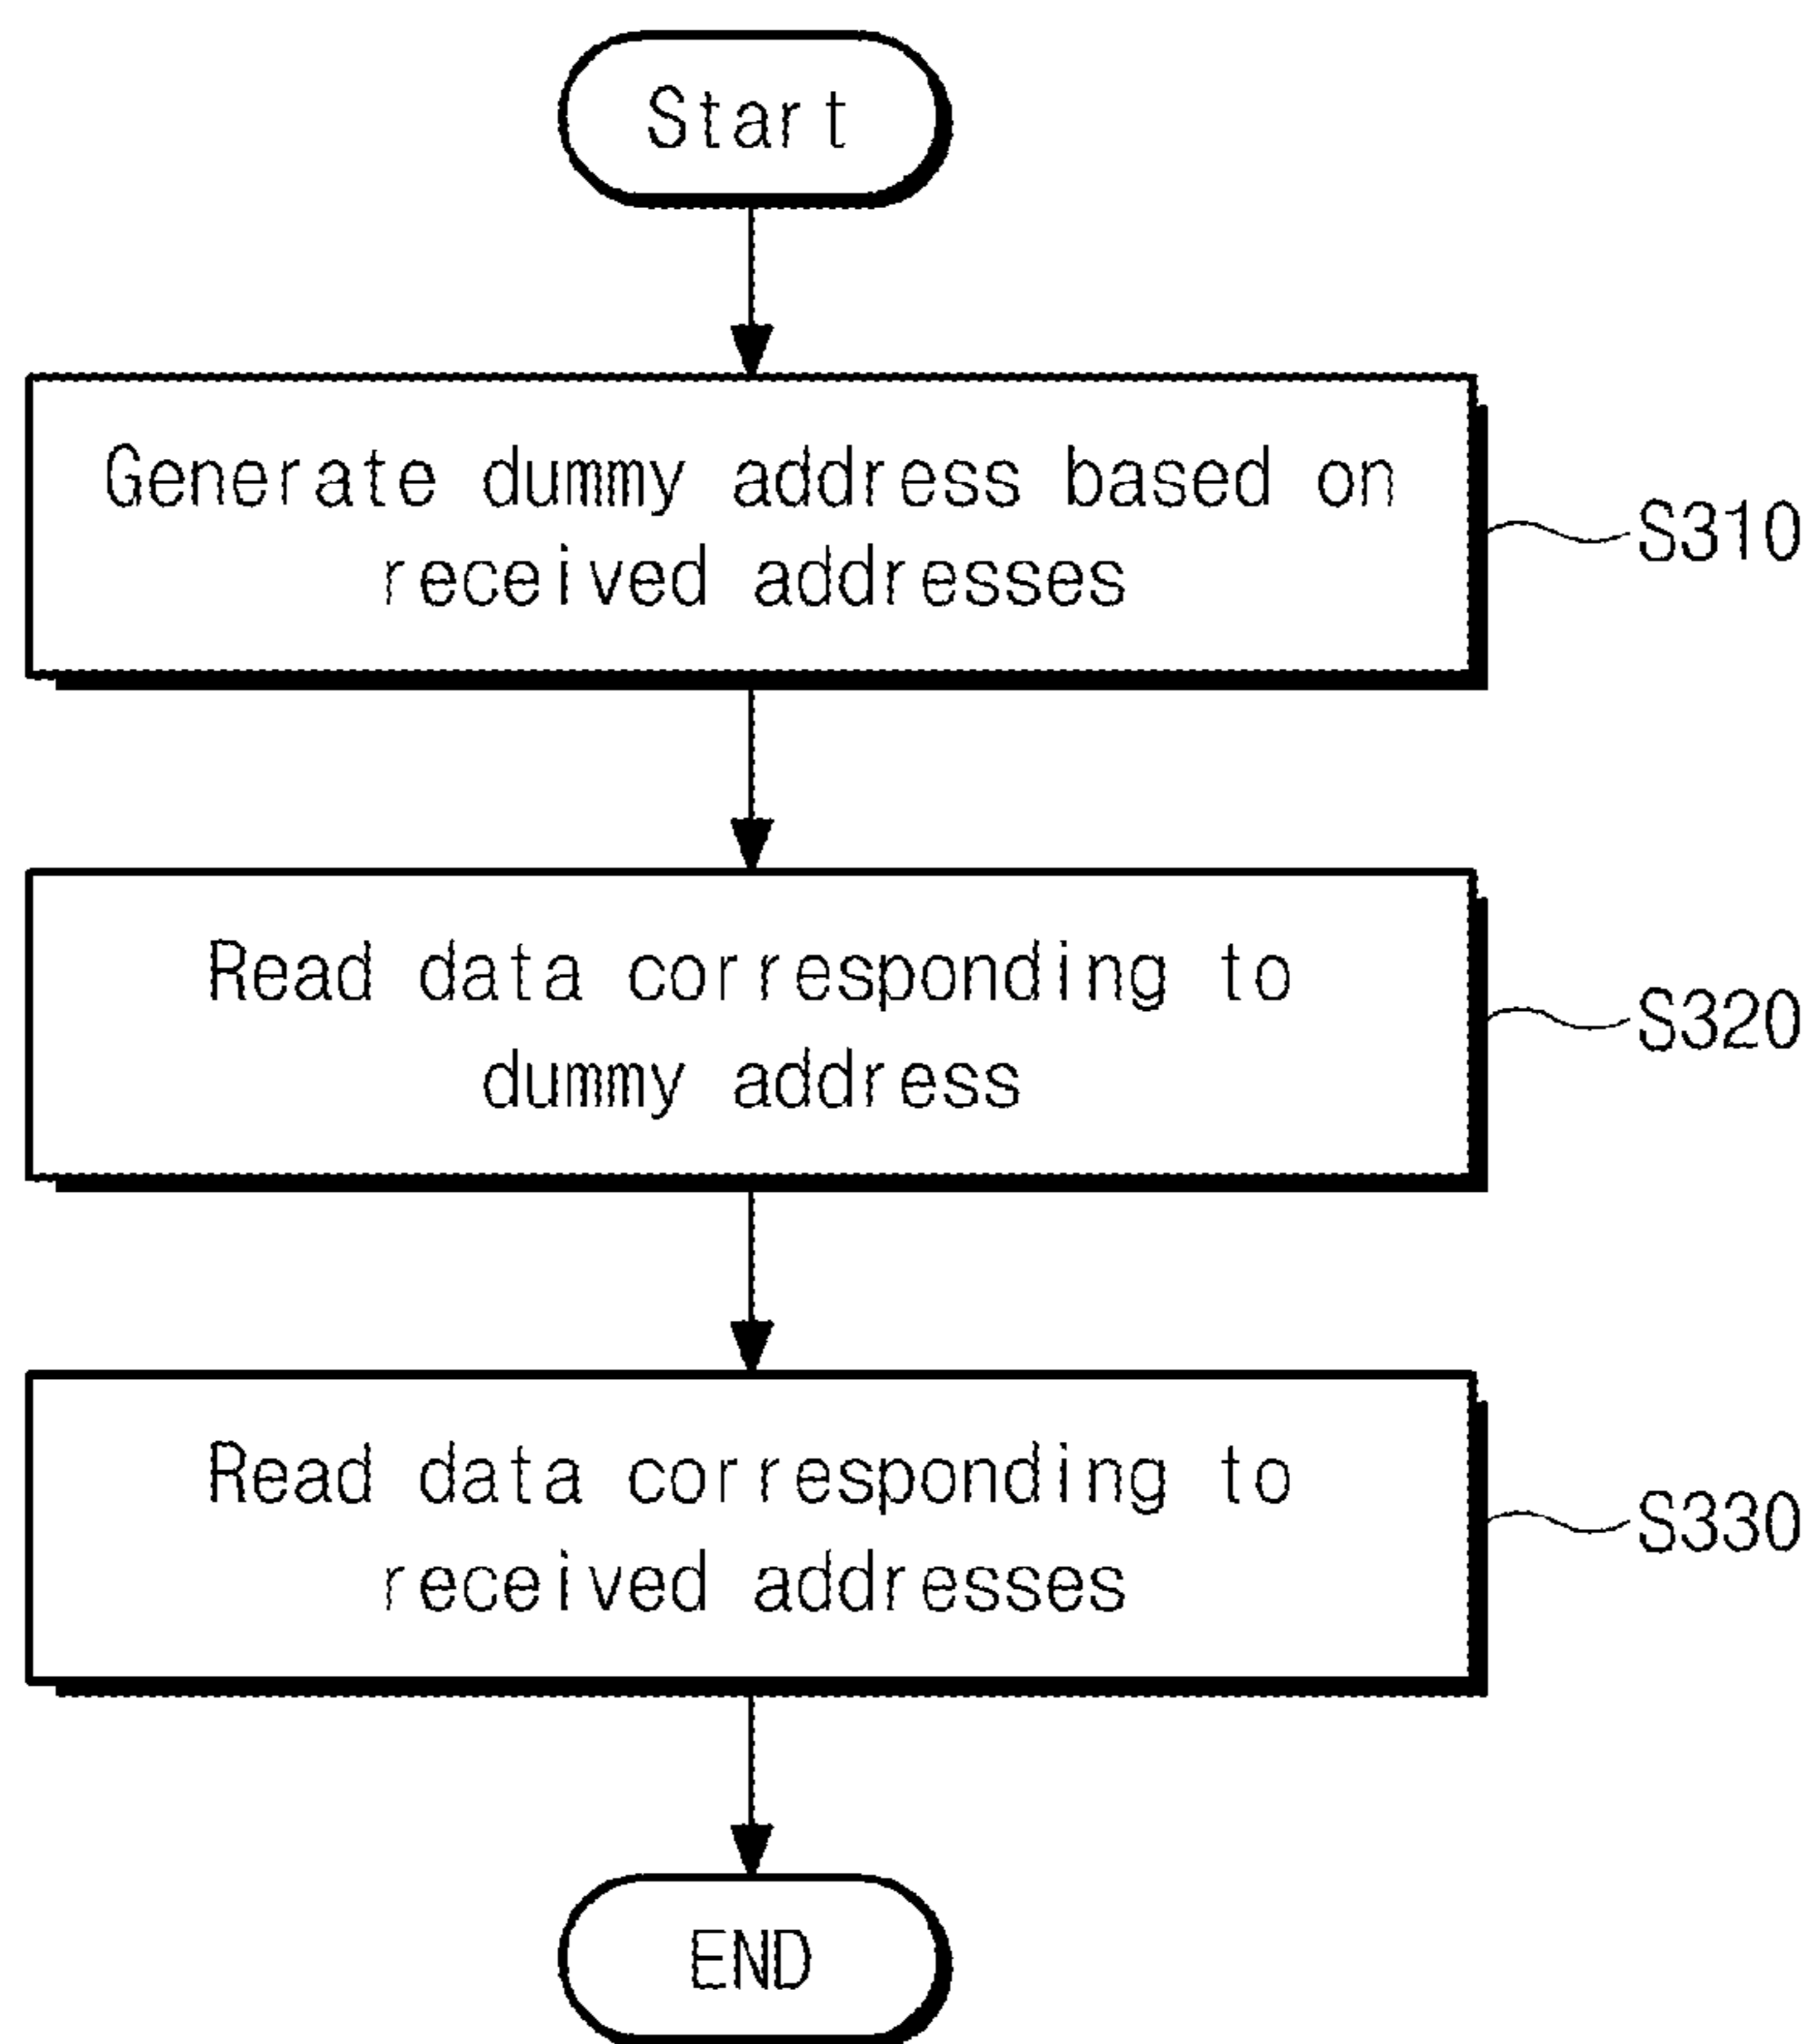 Start
Generate dummy address based on
received addresses
S310
Read data corresponding to
dummy address
S320
Read data corresponding to
received addresses
S330
END